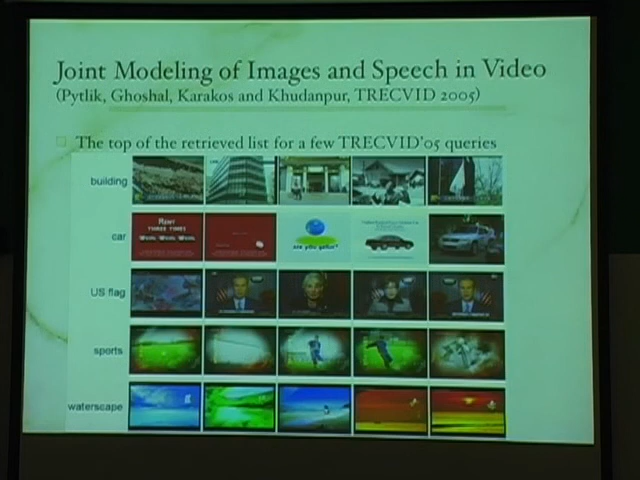 Joint Modeling of Images and Speech in Video
(Pytlik, Ghoshal, Karakos and Khudanpur, TRECVID 2005)
The top of the retrieved list for a few TRECVID'05 queries
building
car
US flag
sports
waterscape